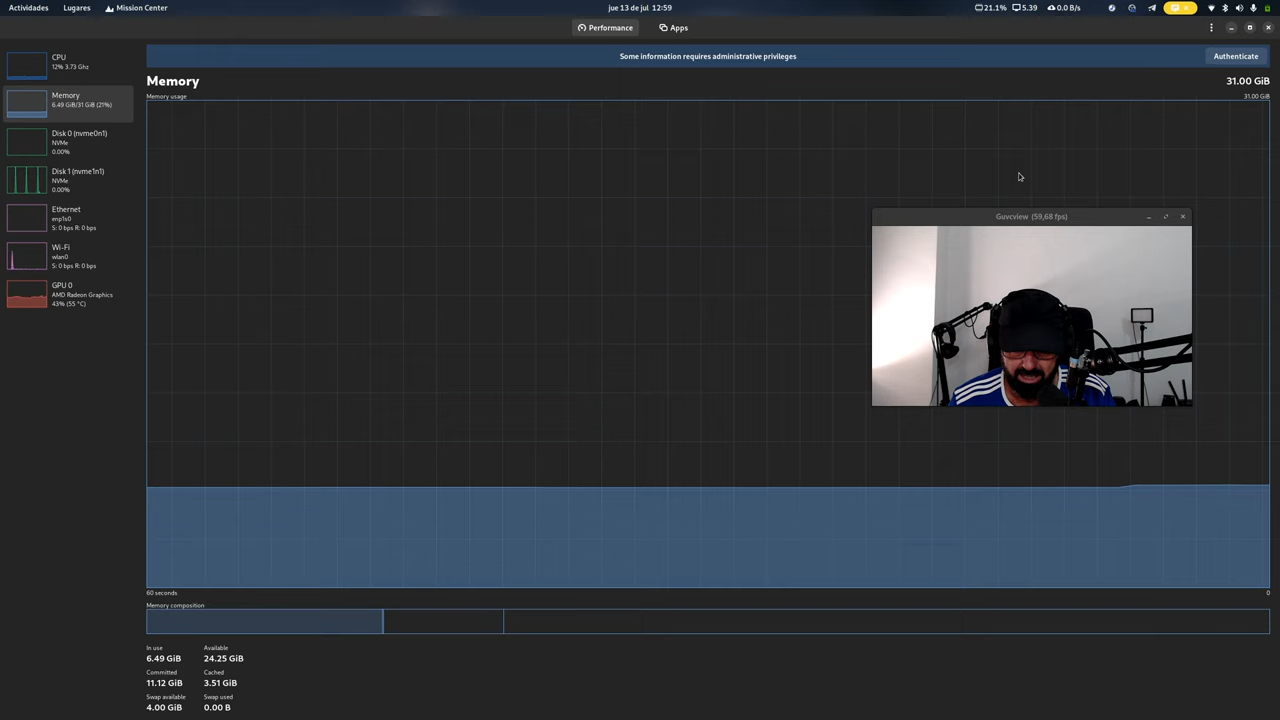 Actividades Lugares Mission Center jue 13 de jul 12:59 21.1% 5.39 0.0 B/s
Performance Apps
Some information requires administrative privileges Authenticate
CPU
12% 3.73 Ghz
Memory
6.49 GiB/31 GiB (21%)
Disk 0 (nvme0n1)
NVMe
0.00%
Disk 1 (nvme1n1)
NVMe
0.00%
Ethernet
enp1s0
S: 0 bps R: 0 bps
Wi-Fi
wlan0
S: 0 bps R: 0 bps
GPU 0
AMD Radeon Graphics
43% (55 °C)
Memory 31.00 GiB
Memory usage 31.00 GiB
Guvcview (59,68 fps)
60 seconds 0
Memory composition
In use Available
6.49 GiB 24.25 GiB
Committed Cached
11.12 GiB 3.51 GiB
Swap available Swap used
4.00 GiB 0.00 B